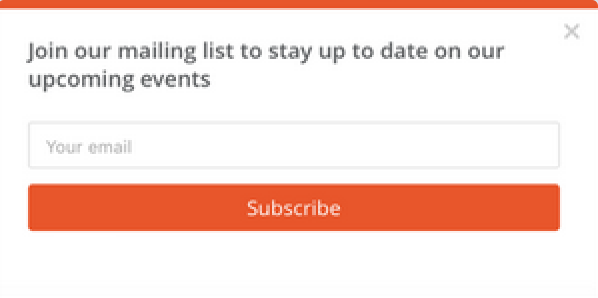 Join our mailing list to stay up to date on our
upcoming events
Your email
Subscribe